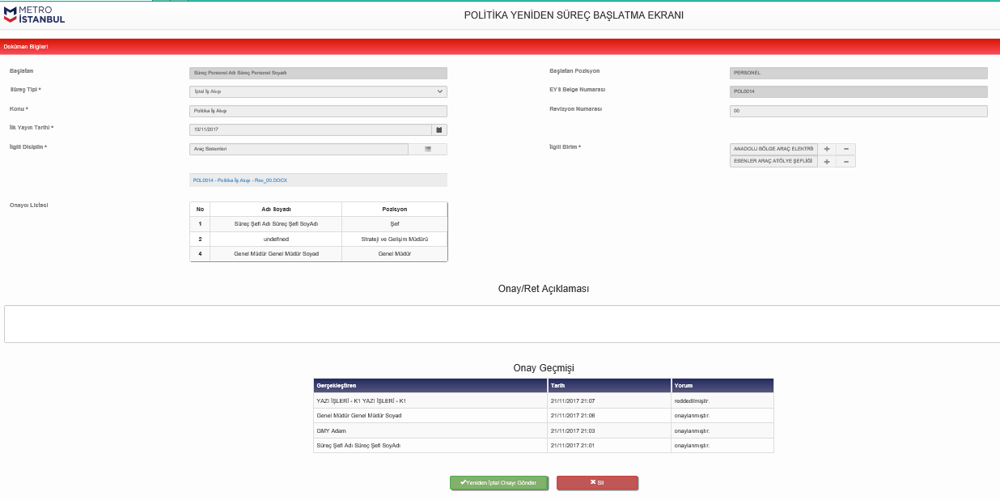 METRO
İSTANBUL
POLİTİKA YENİDEN SÜREÇ BAŞLATMA EKRANI
Doküman Bilgileri
Başlatan
Süreç Personel Adı Süreç Personel Soyadı
Başlatan Pozisyon
PERSONEL
Süreç Tipi *
İptal İş Akışı
EYS Belge Numarası
POL0014
Konu *
Politika İş Akışı
Revizyon Numarası
00
İlk Yayın Tarihi *
13/11/2017
İlgili Disiplin *
Araç Sistemleri
İlgili Birim *
ANADOLU BÖLGE ARAÇ ELEKTRİ
ESENLER ARAÇ ATÖLYE ŞEFLİĞİ
POL0014 - Politika İş Akışı - Rev_00.DOCX
Onaycı Listesi
No Adı Soyadı Pozisyon
1 Süreç Şefi Adı Süreç Şefi SoyAdı Şef
2 undefined Strateji ve Gelişim Müdürü
4 Genel Müdür Genel Müdür Soyad Genel Müdür
Onay/Ret Açıklaması
Onay Geçmişi
Gerçekleştiren Tarih Yorum
YAZI İŞLERİ - K1 YAZI İŞLERİ - K1 21/11/2017 21:07 reddedilmiştir.
Genel Müdür Genel Müdür Soyad 21/11/2017 21:06 onaylanmıştır.
GMY Adam 21/11/2017 21:03 onaylanmıştır.
Süreç Şefi Adı Süreç Şefi SoyAdı 21/11/2017 21:01 onaylanmıştır.
Yeniden İptal Onayı Gönder
Sil